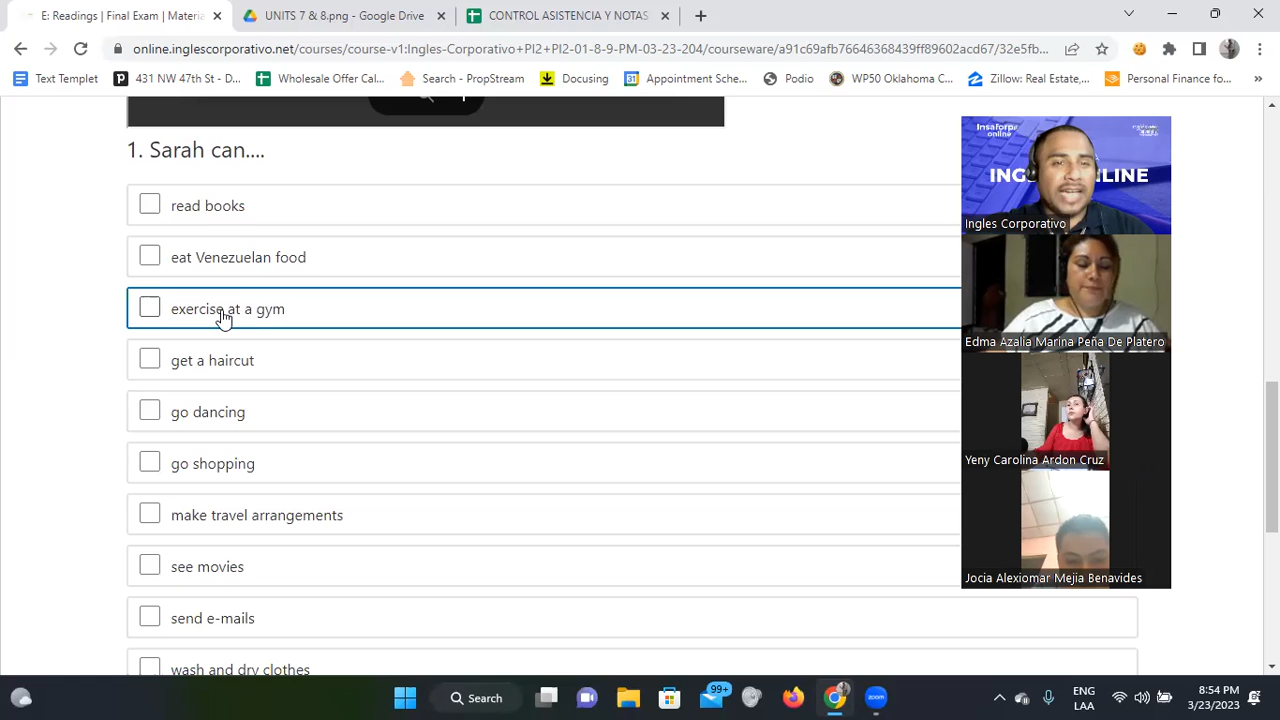 E: Readings | Final Exam | Materia
UNITS 7 & 8.png - Google Drive
CONTROL ASISTENCIA Y NOTAS
online.inglescorporativo.net/courses/course-v1:Ingles-Corporativo+PI2+PI2-01-8-9-PM-03-23-204/courseware/a91c69afb76646368439ff89602acd67/32e5fb...
Text Templet
431 NW 47th St - D...
Wholesale Offer Cal...
Search - PropStream
Docusing
Appointment Sche...
Podio
WP50 Oklahoma C...
Zillow: Real Estate,...
Personal Finance fo...
»
1. Sarah can....
read books
eat Venezuelan food
exercise at a gym
get a haircut
go dancing
go shopping
make travel arrangements
see movies
send e-mails
wash and dry clothes
Insaforp
online
Ingles Corporativo
Edma Azalia Marina Peña De Platero
Yeny Carolina Ardon Cruz
Jocia Alexiomar Mejia Benavides
Search
99+
zoom
ENG
LAA
8:54 PM
3/23/2023